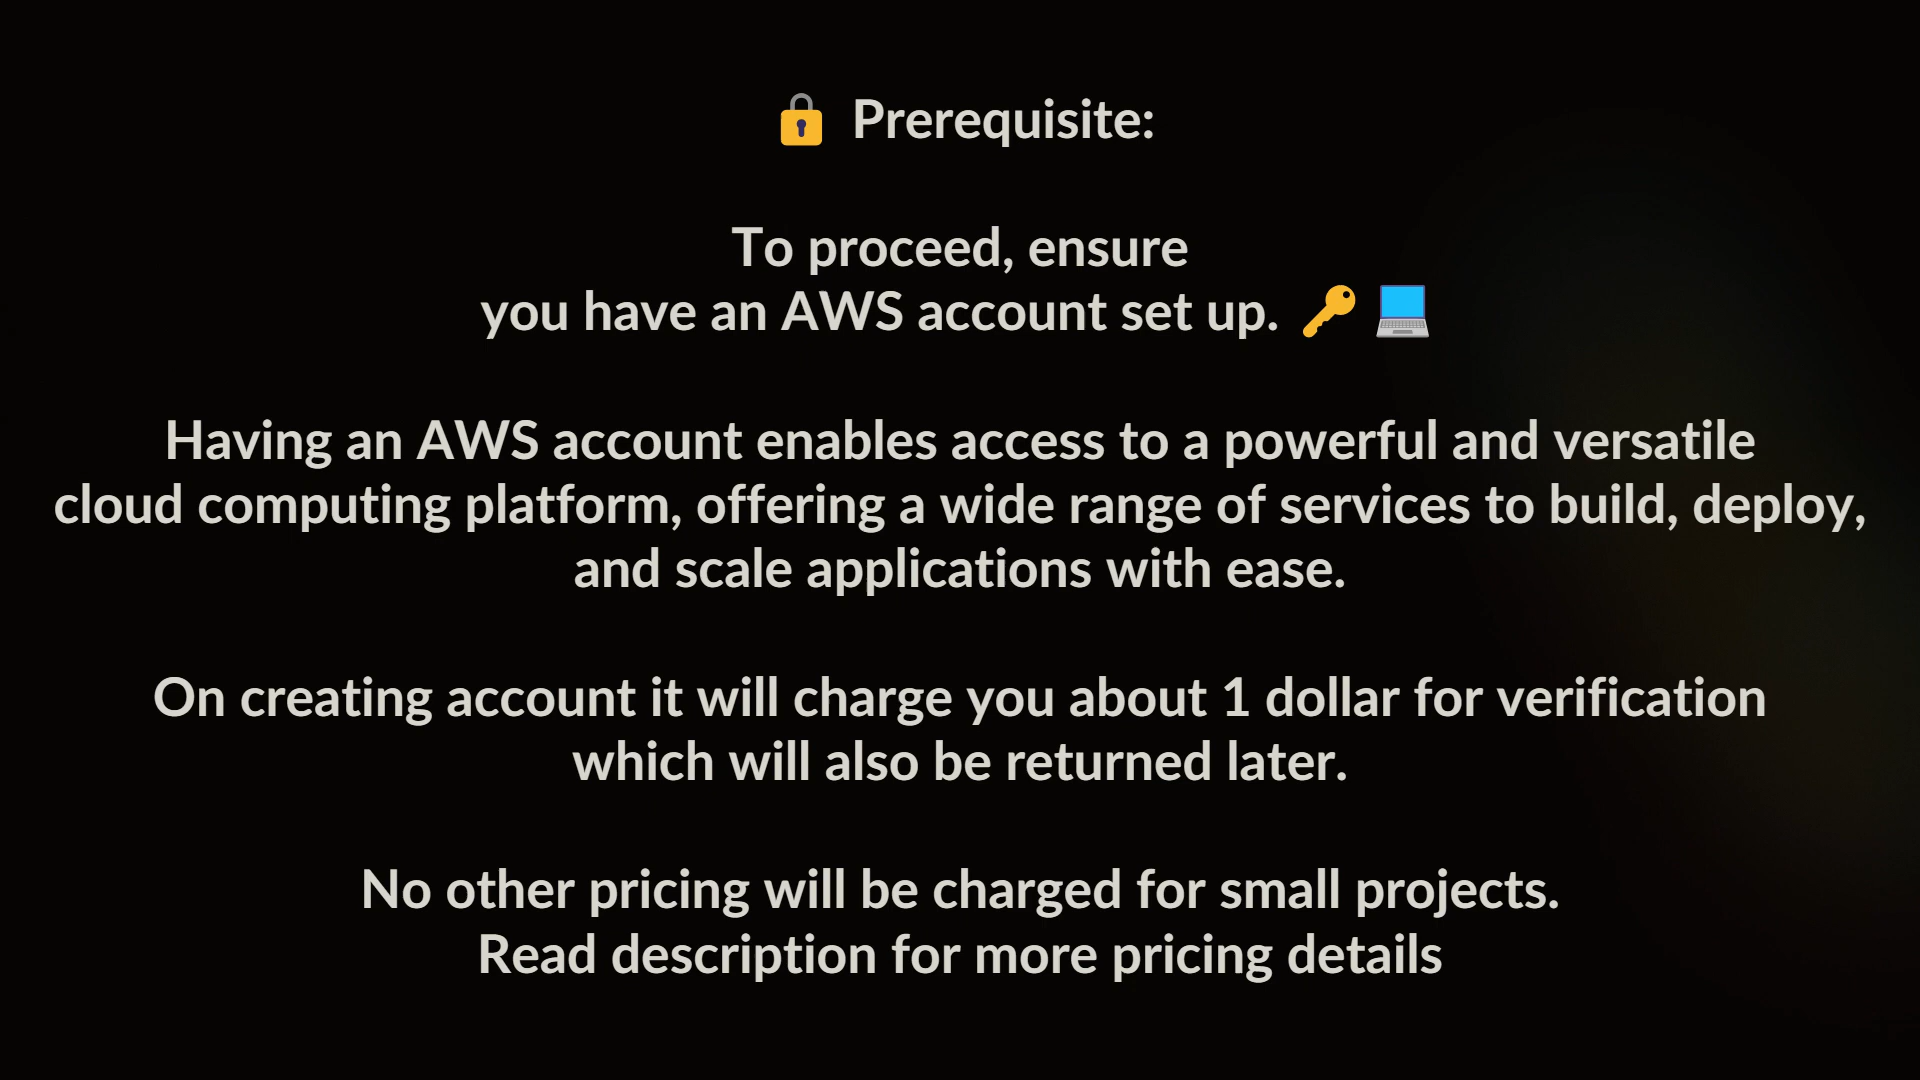 🔒 Prerequisite:
To proceed, ensure
you have an AWS account set up. 🔑 💻
Having an AWS account enables access to a powerful and versatile
cloud computing platform, offering a wide range of services to build, deploy,
and scale applications with ease.
On creating account it will charge you about 1 dollar for verification
which will also be returned later.
No other pricing will be charged for small projects.
Read description for more pricing details